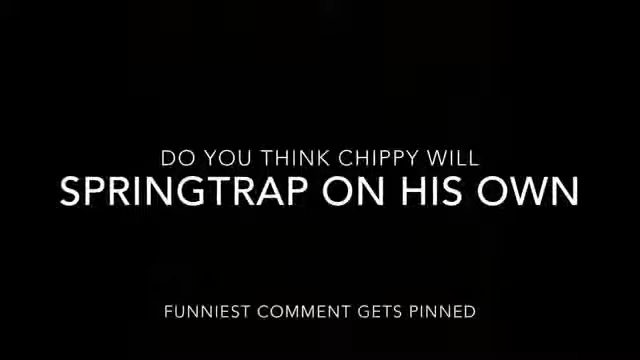 DO YOU THINK CHIPPY WILL
SPRINGTRAP ON HIS OWN
FUNNIEST COMMENT GETS PINNED